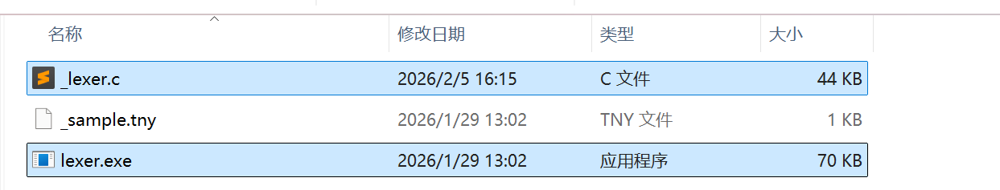 名称 修改日期 类型 大小
_lexer.c 2026/2/5 16:15 C 文件 44 KB
_sample.tny 2026/1/29 13:02 TNY 文件 1 KB
lexer.exe 2026/1/29 13:02 应用程序 70 KB